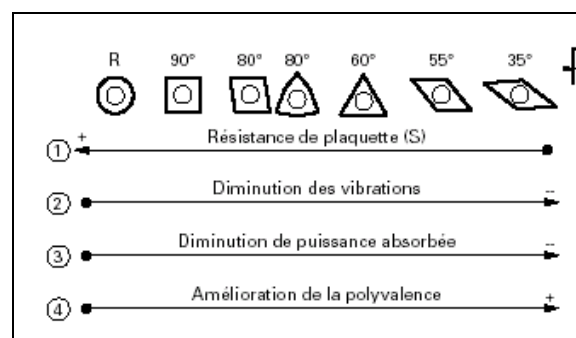 R 90° 80° 80° 60° 55° 35°
+
① Résistance de plaquette (S)
② Diminution des vibrations --
③ Diminution de puissance absorbée --
④ Amélioration de la polyvalence +